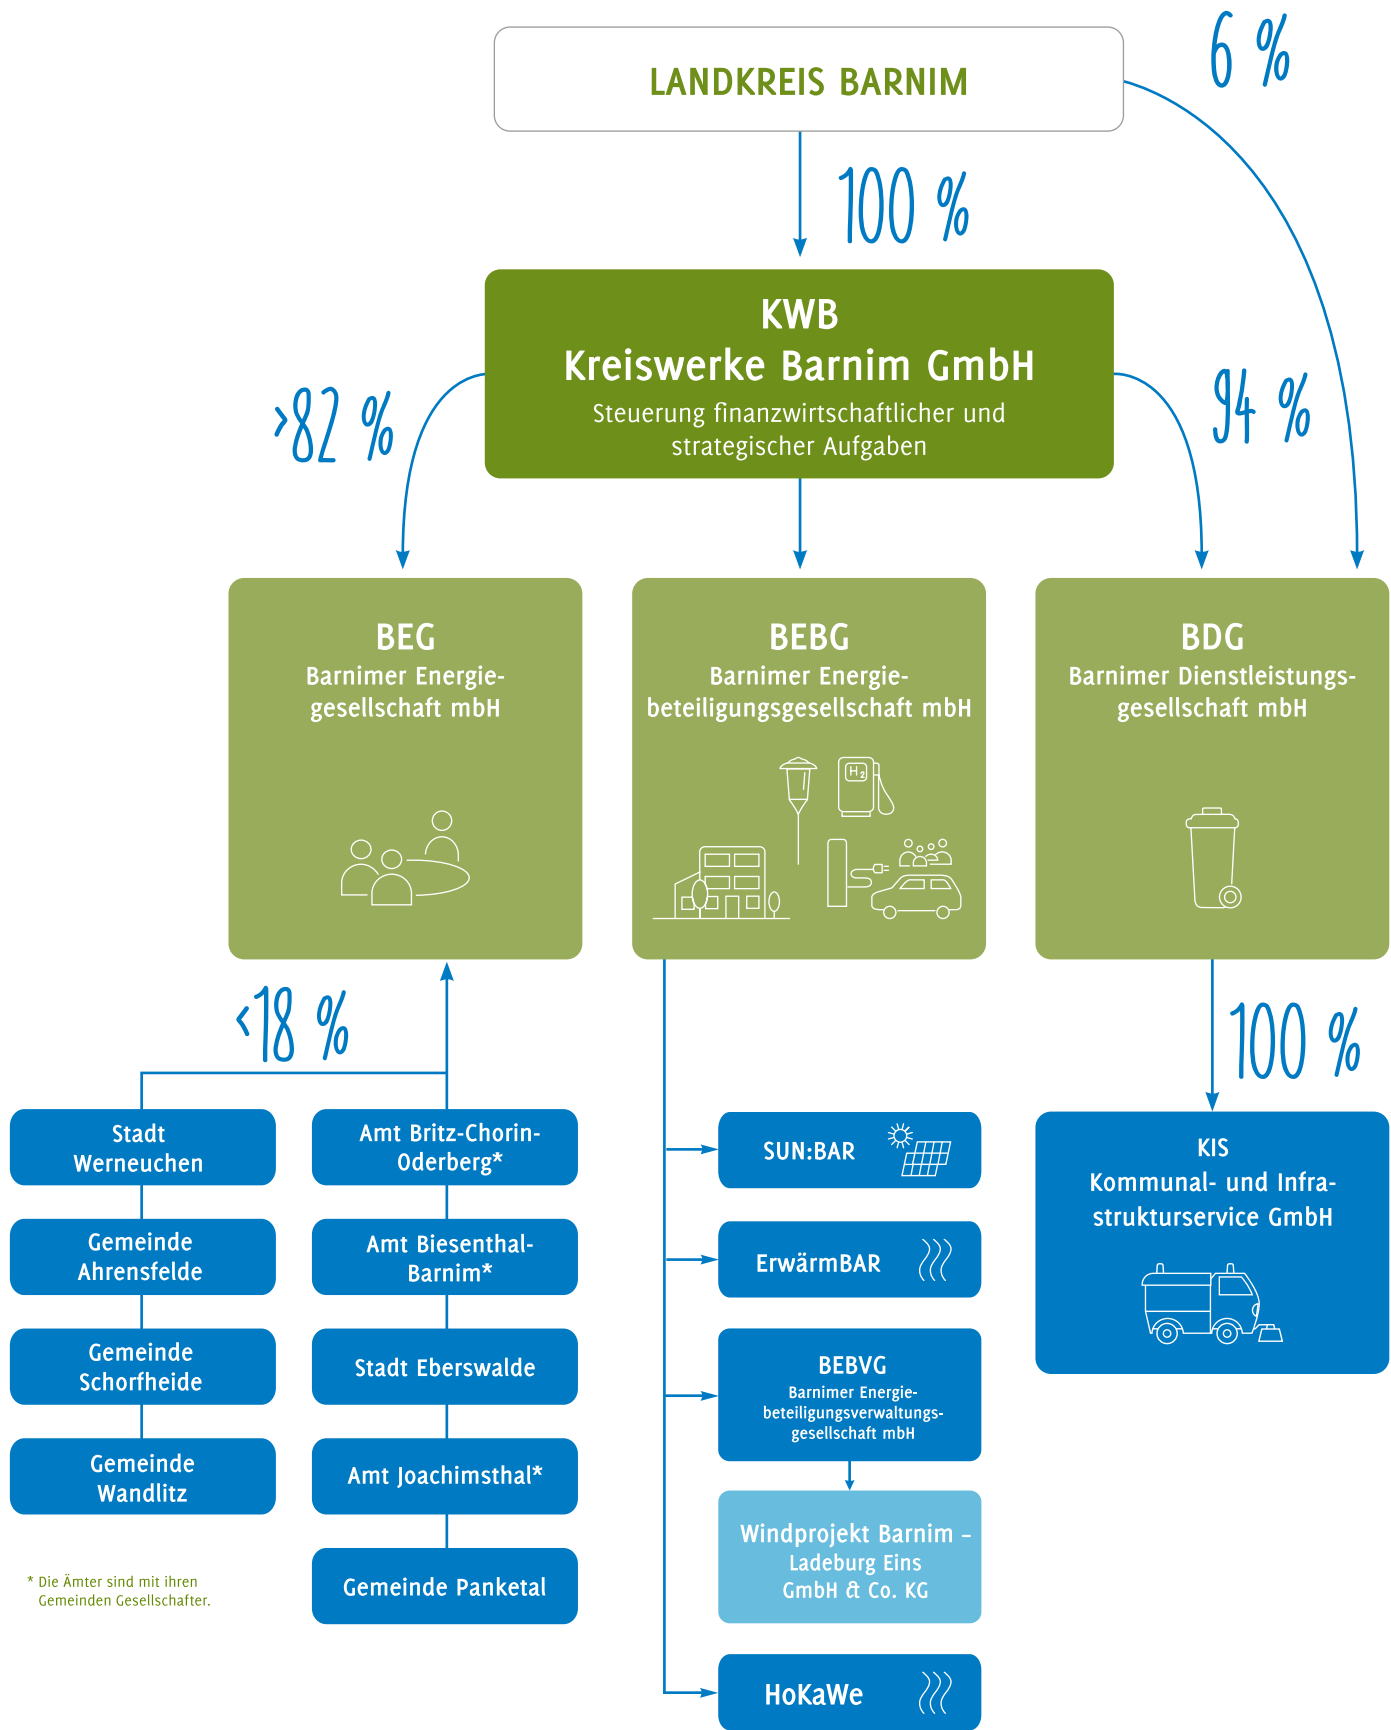 LANDKREIS BARNIM
6 %
100 %
KWB
Kreiswerke Barnim GmbH
Steuerung finanzwirtschaftlicher und
strategischer Aufgaben
>82 %
94 %
BEG
Barnimer Energie-
gesellschaft mbH
BEBG
Barnimer Energie-
beteiligungsgesellschaft mbH
H2
BDG
Barnimer Dienstleistungs-
gesellschaft mbH
<18 %
100 %
Stadt
Werneuchen
Gemeinde
Ahrensfelde
Gemeinde
Schorfheide
Gemeinde
Wandlitz
Amt Britz-Chorin-
Oderberg*
Amt Biesenthal-
Barnim*
Stadt Eberswalde
Amt Joachimsthal*
Gemeinde Panketal
* Die Ämter sind mit ihren
Gemeinden Gesellschafter.
SUN:BAR
ErwärmBAR
BEBVG
Barnimer Energie-
beteiligungsverwaltungs-
gesellschaft mbH
Windprojekt Barnim –
Ladeburg Eins
GmbH & Co. KG
HoKaWe
KIS
Kommunal- und Infra-
strukturservice GmbH